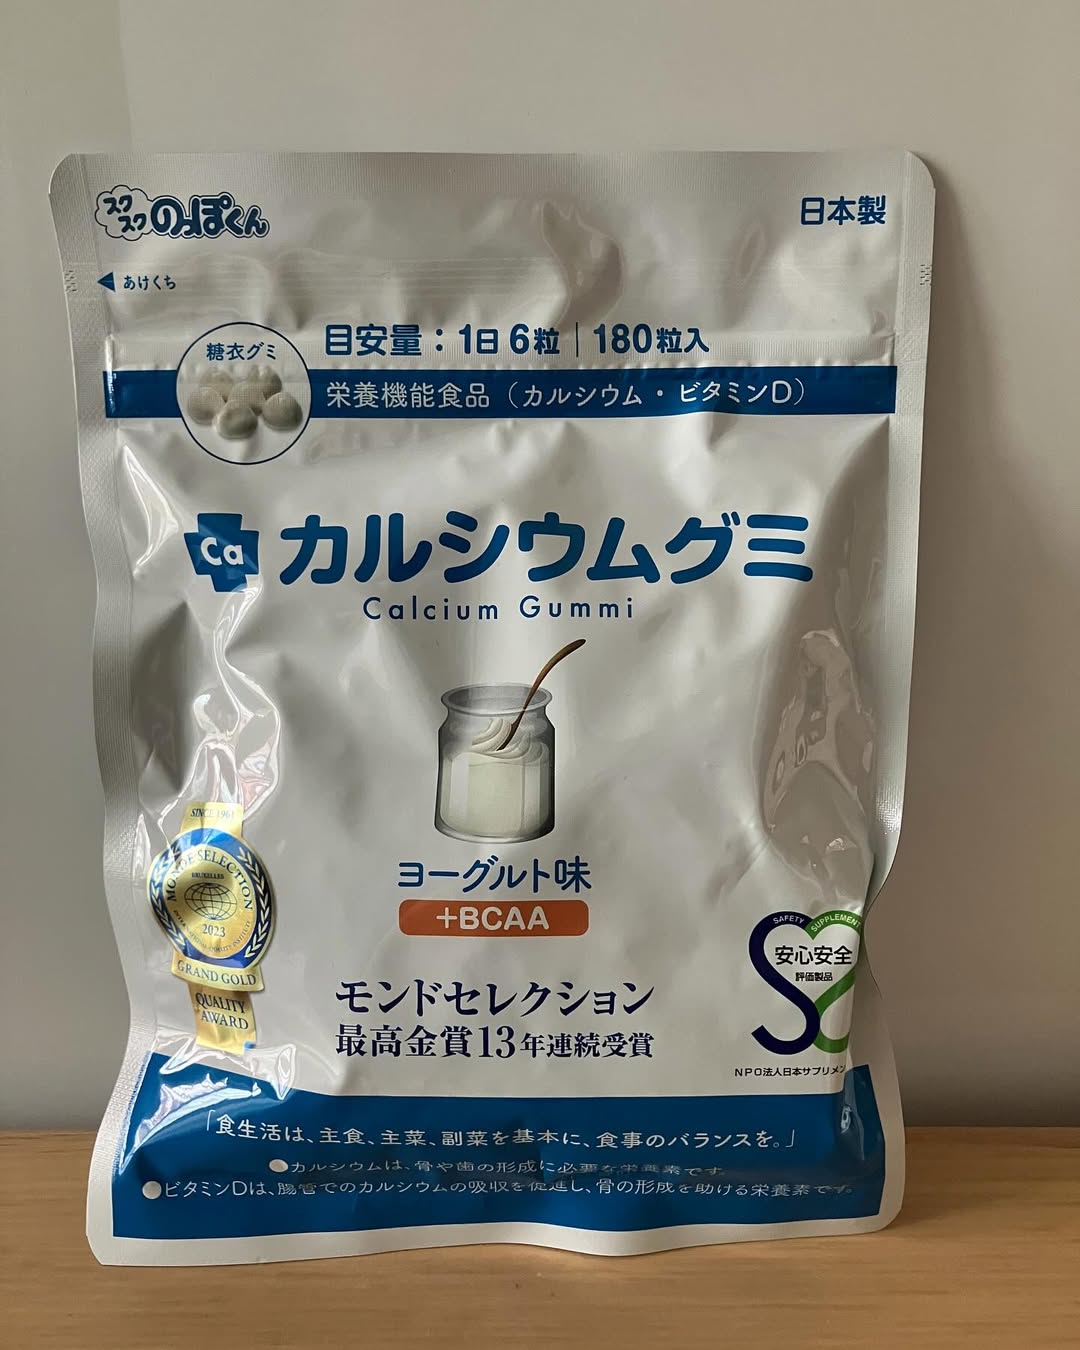 スクスク のっぽくん
日本製
あけくち
目安量：1日6粒｜180粒入
糖衣グミ
栄養機能食品（カルシウム・ビタミンD）
Ca
カルシウムグミ
Calcium Gummi
ヨーグルト味
+BCAA
SINCE 1961
MONDE SELECTION
BRUXELLES
2023
GRAND GOLD
QUALITY
AWARD
モンドセレクション
最高金賞13年連続受賞
SAFETY SUPPLEMENT
安心安全
評価製品
NPO法人日本サプリメン
「食生活は、主食、主菜、副菜を基本に、食事のバランスを。」
●カルシウムは、骨や歯の形成に必要な栄養素です。
●ビタミンDは、腸管でのカルシウムの吸収を促進し、骨の形成を助ける栄養素です。